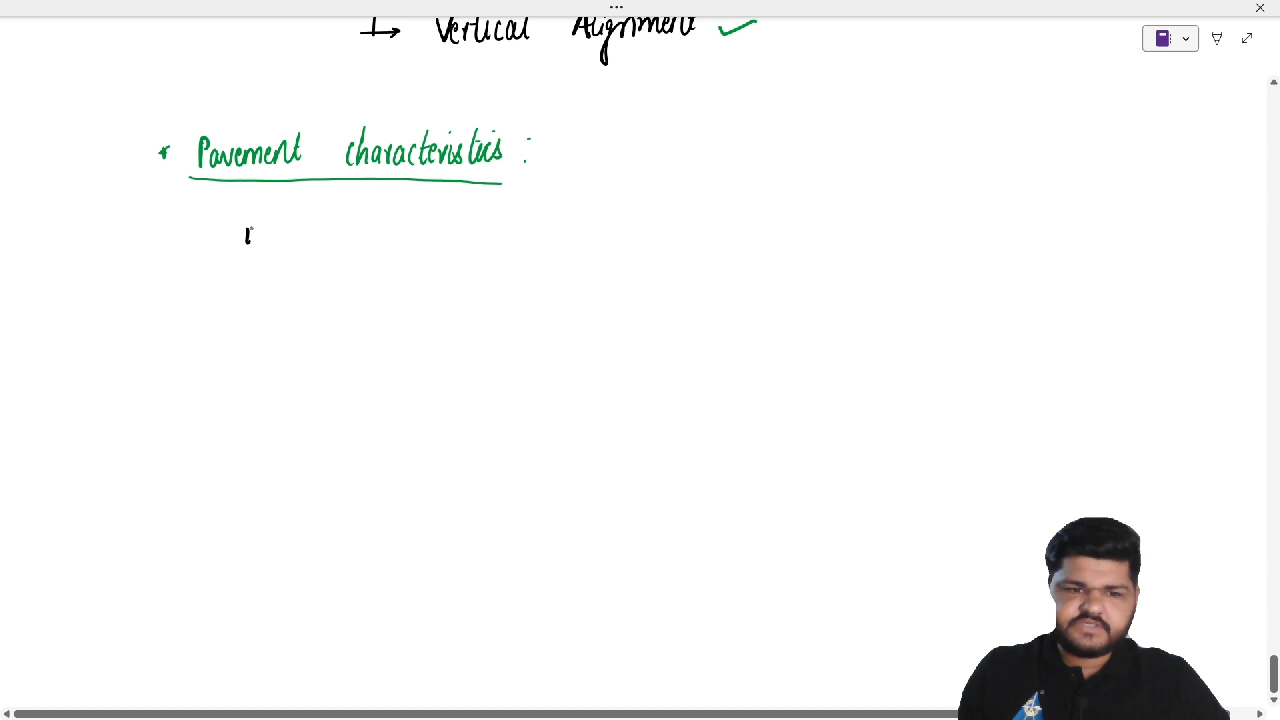 ↳ Vertical Alignment ✓
* Pavement characteristics :